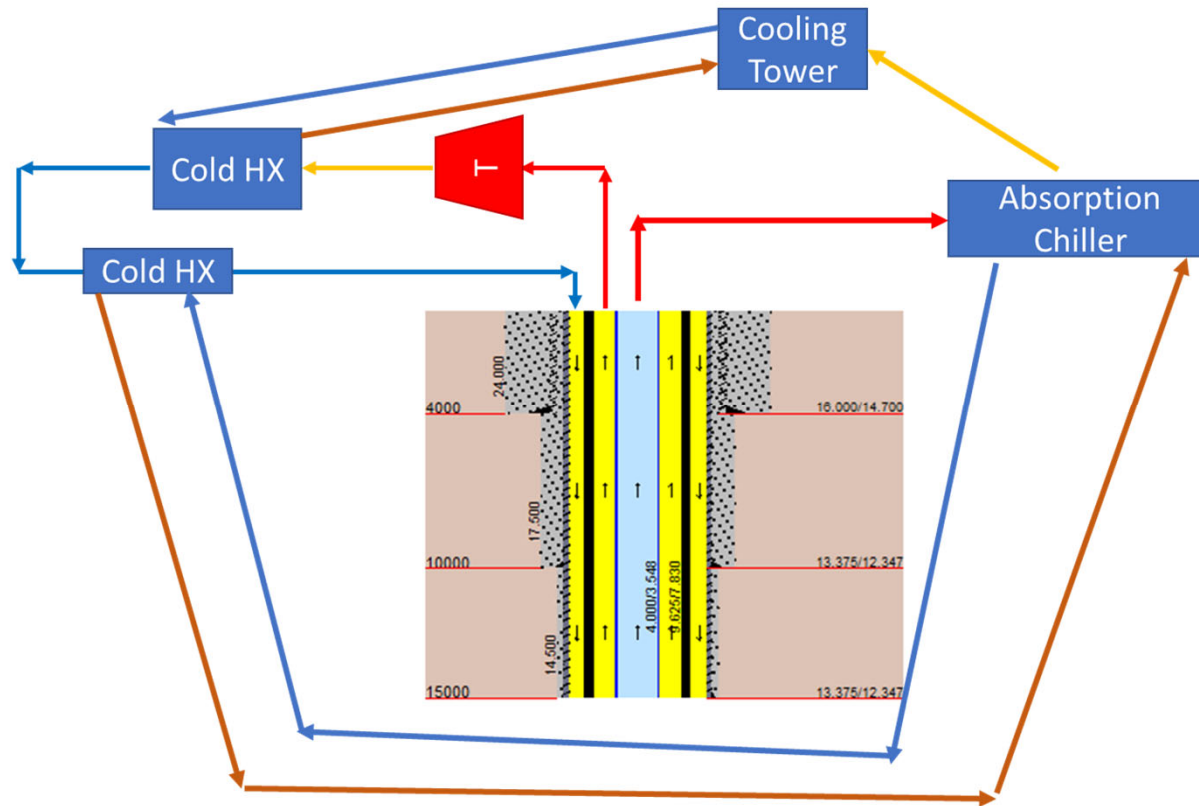 Cooling
Tower
Cold HX
T
Absorption
Chiller
Cold HX
24.000
4000
16.000/14.700
17.500
10000
13.375/12.347
4.000/3.548
9.625/7.830
14.500
15000
13.375/12.347